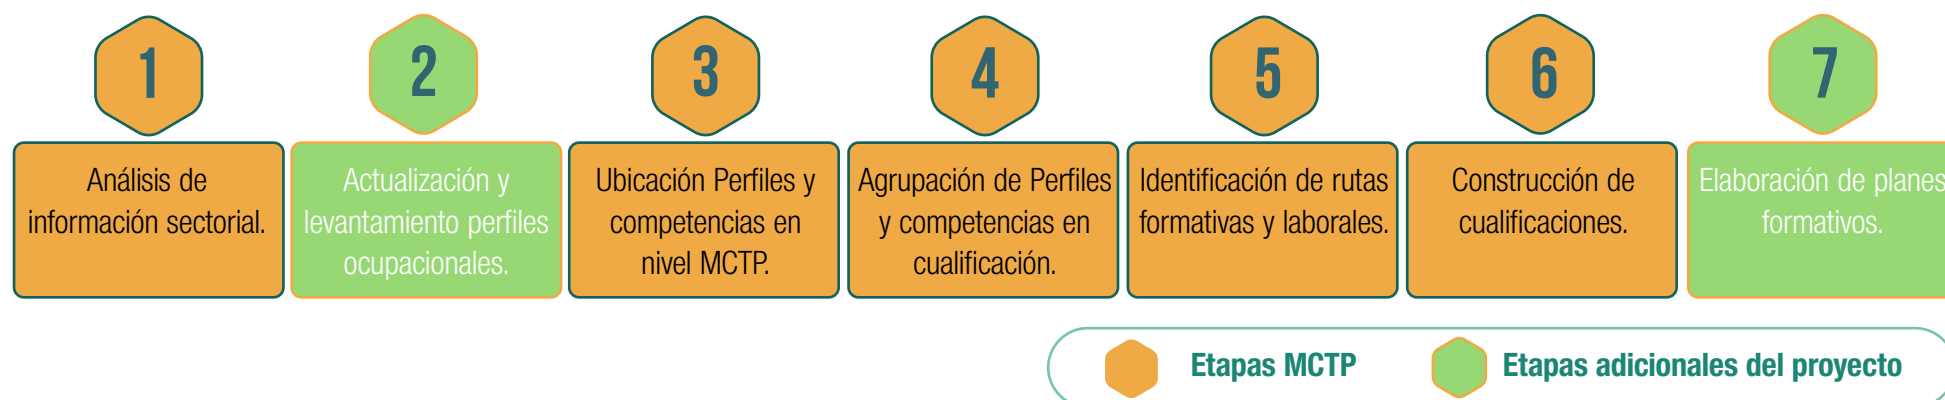 1
Análisis de
información sectorial.
2
Actualización y
levantamiento perfiles
ocupacionales.
3
Ubicación Perfiles y
competencias en
nivel MCTP.
4
Agrupación de Perfiles
y competencias en
cualificación.
5
Identificación de rutas
formativas y laborales.
6
Construcción de
cualificaciones.
7
Elaboración de planes
formativos.
Etapas MCTP
Etapas adicionales del proyecto